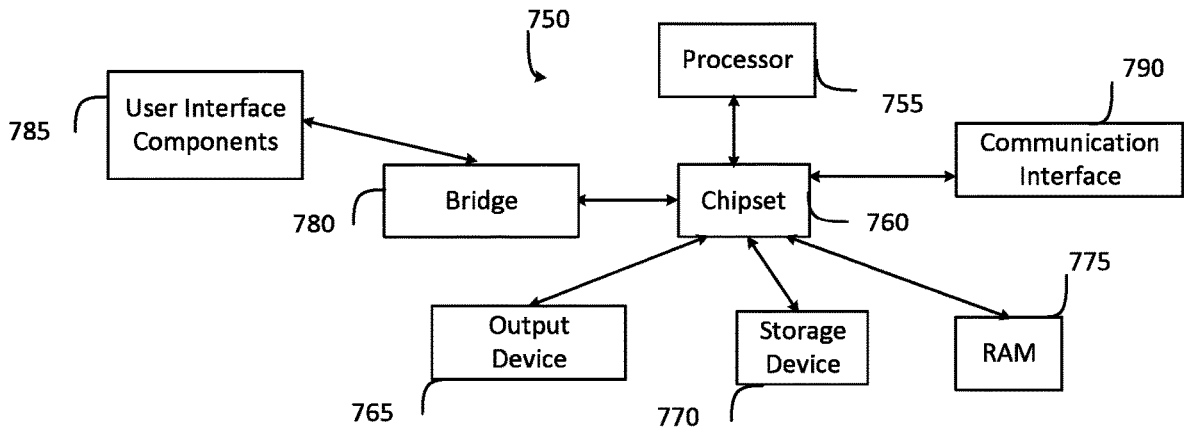 750
Processor
755
790
785
User Interface
Components
Communication
Interface
780
Bridge
Chipset
760
775
Output
Device
765
Storage
Device
770
RAM